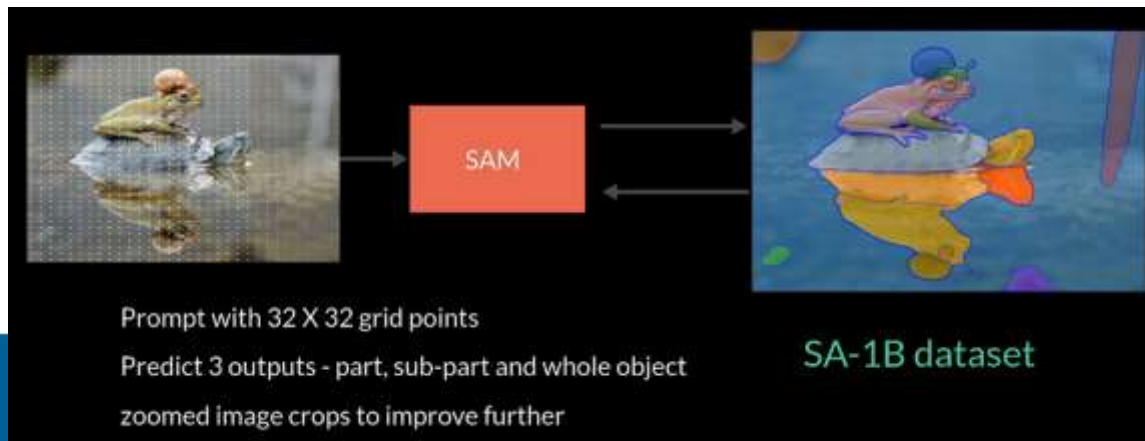 SAM
Prompt with 32 X 32 grid points
Predict 3 outputs - part, sub-part and whole object
zoomed image crops to improve further
SA-1B dataset